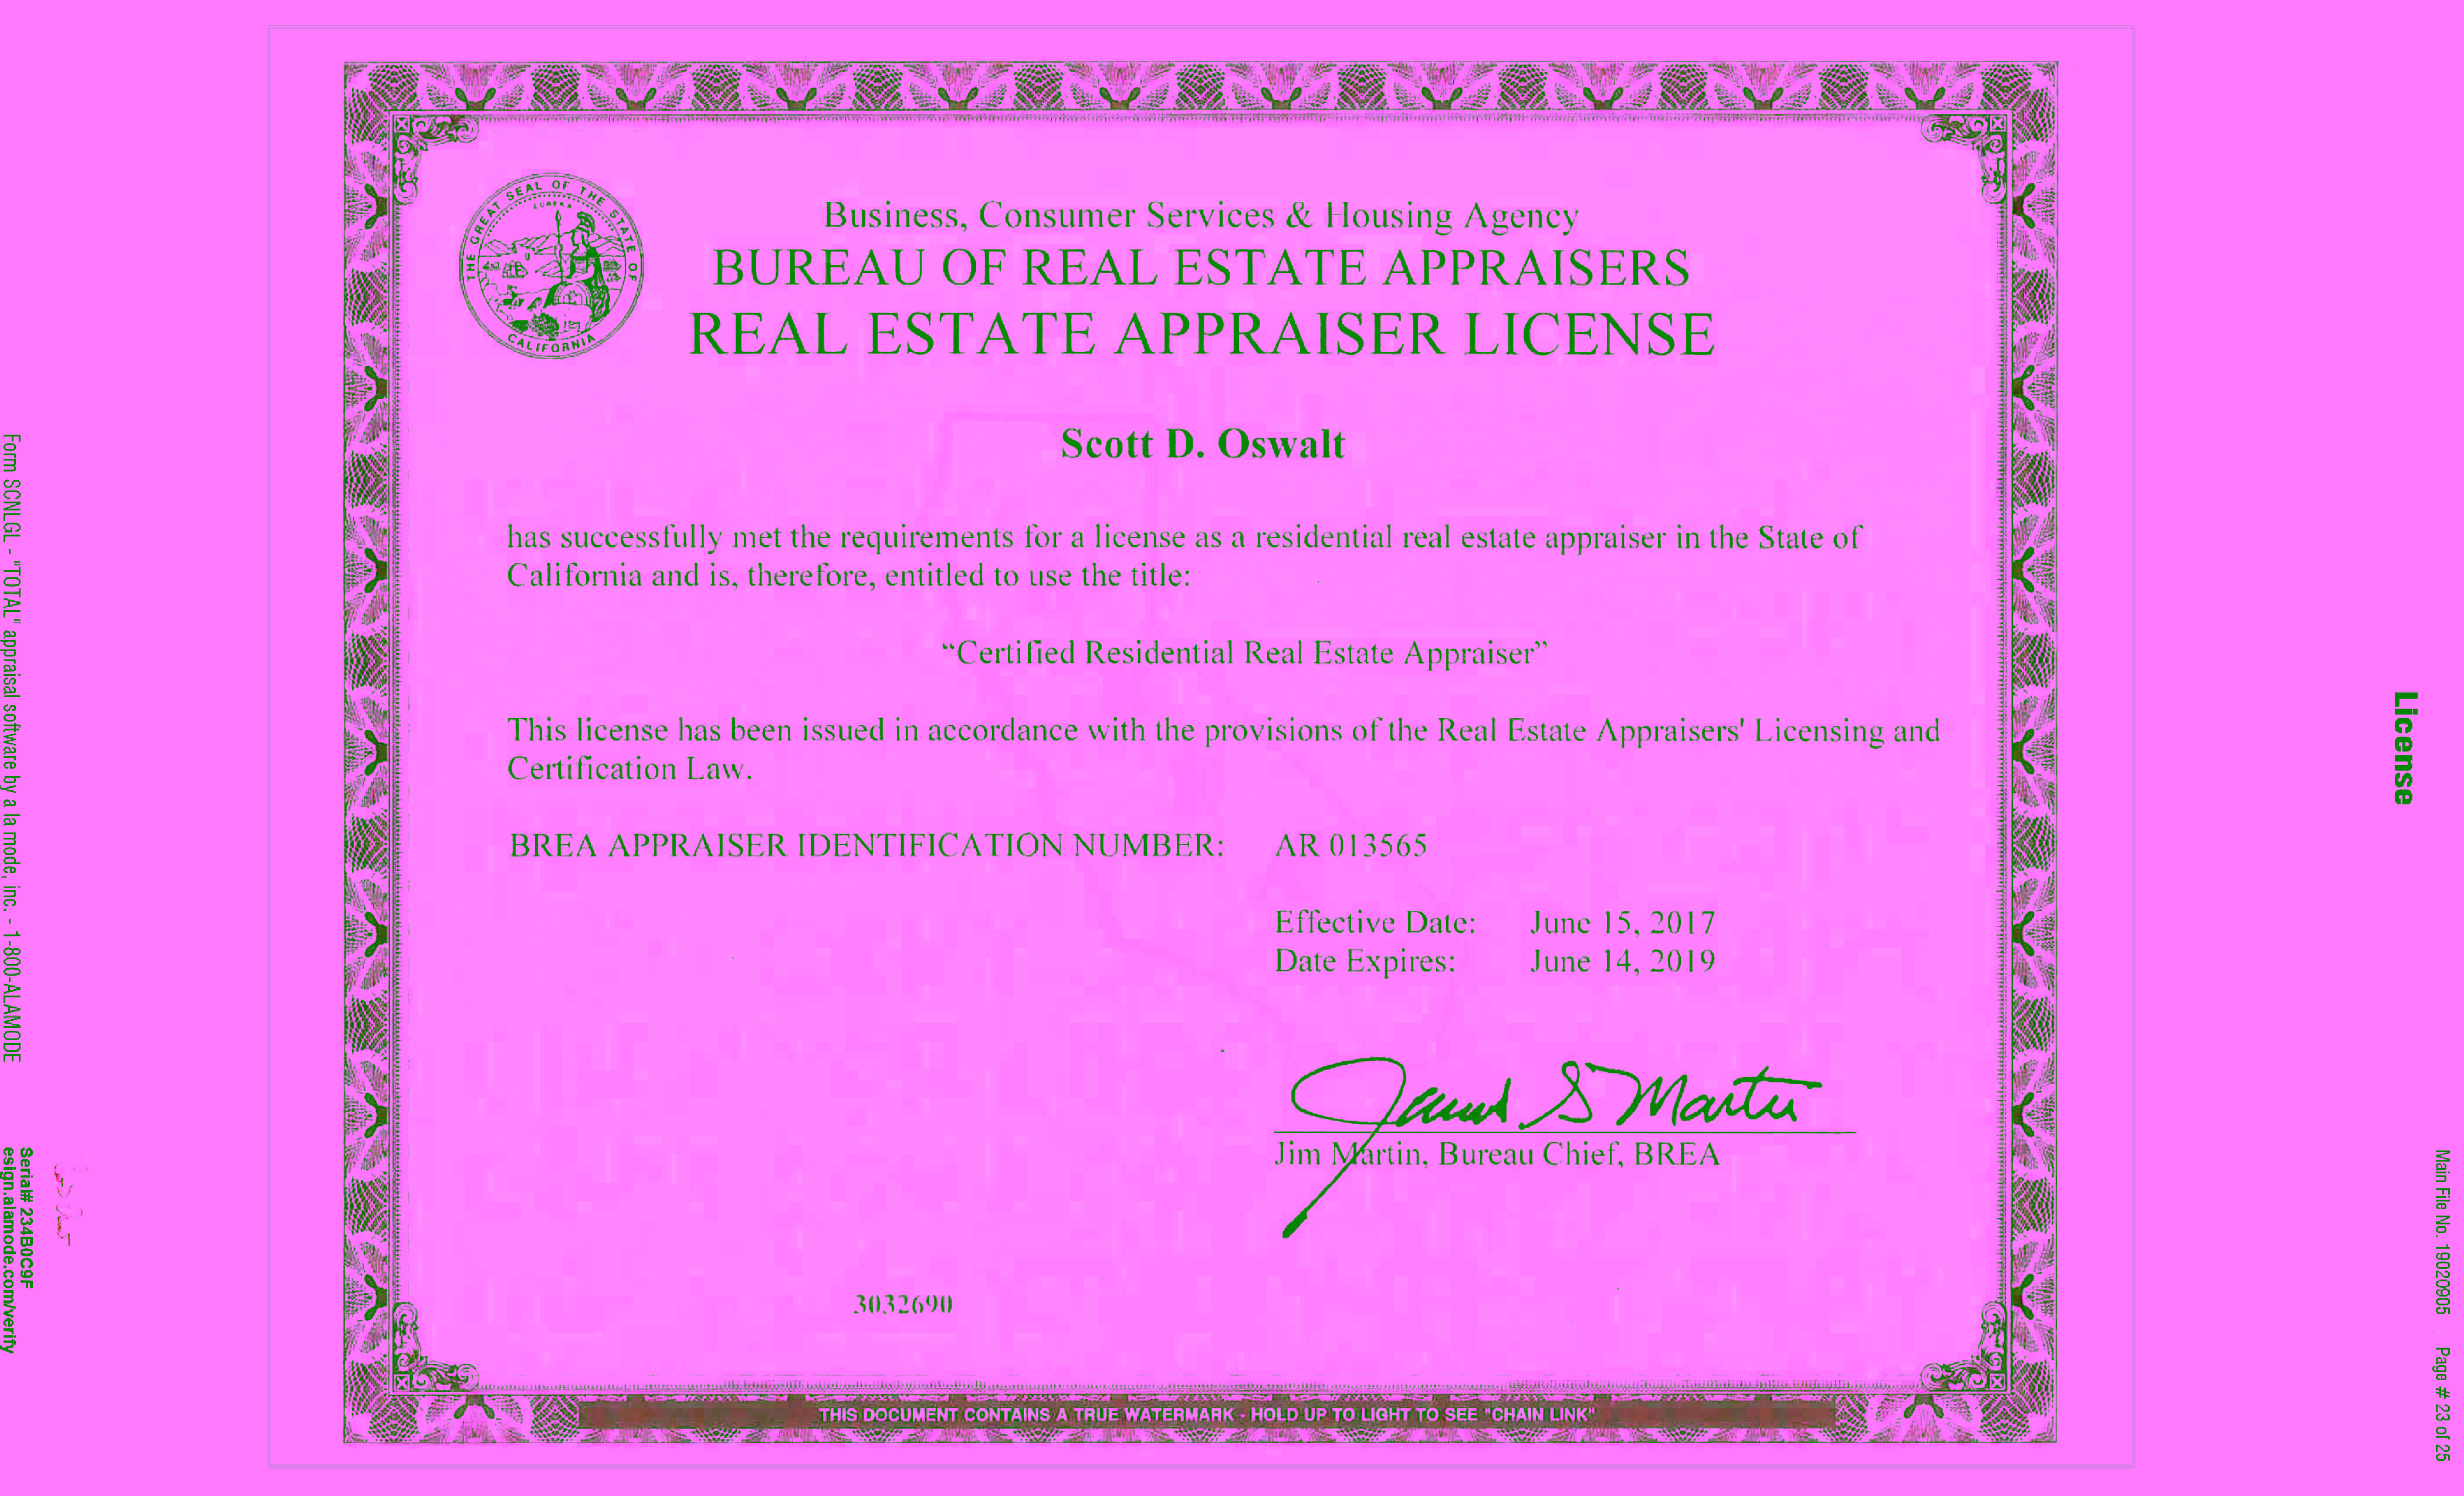 Main File No. 19020905 Page # 23 of 25
License
THE GREAT SEAL OF THE STATE OF CALIFORNIA
EUREKA
Business, Consumer Services & Housing Agency
BUREAU OF REAL ESTATE APPRAISERS
REAL ESTATE APPRAISER LICENSE
Scott D. Oswalt
has successfully met the requirements for a license as a residential real estate appraiser in the State of
California and is, therefore, entitled to use the title:
“Certified Residential Real Estate Appraiser”
This license has been issued in accordance with the provisions of the Real Estate Appraisers' Licensing and
Certification Law.
BREA APPRAISER IDENTIFICATION NUMBER: AR 013565
Effective Date: June 15, 2017
Date Expires: June 14, 2019
James S Martin
Jim Martin, Bureau Chief, BREA
3032690
THIS DOCUMENT CONTAINS A TRUE WATERMARK - HOLD UP TO LIGHT TO SEE "CHAIN LINK"
Serial# 234B0C9F
esign.alamode.com/verify
Form SCNLGL - "TOTAL" appraisal software by a la mode, inc. - 1-800-ALAMODE